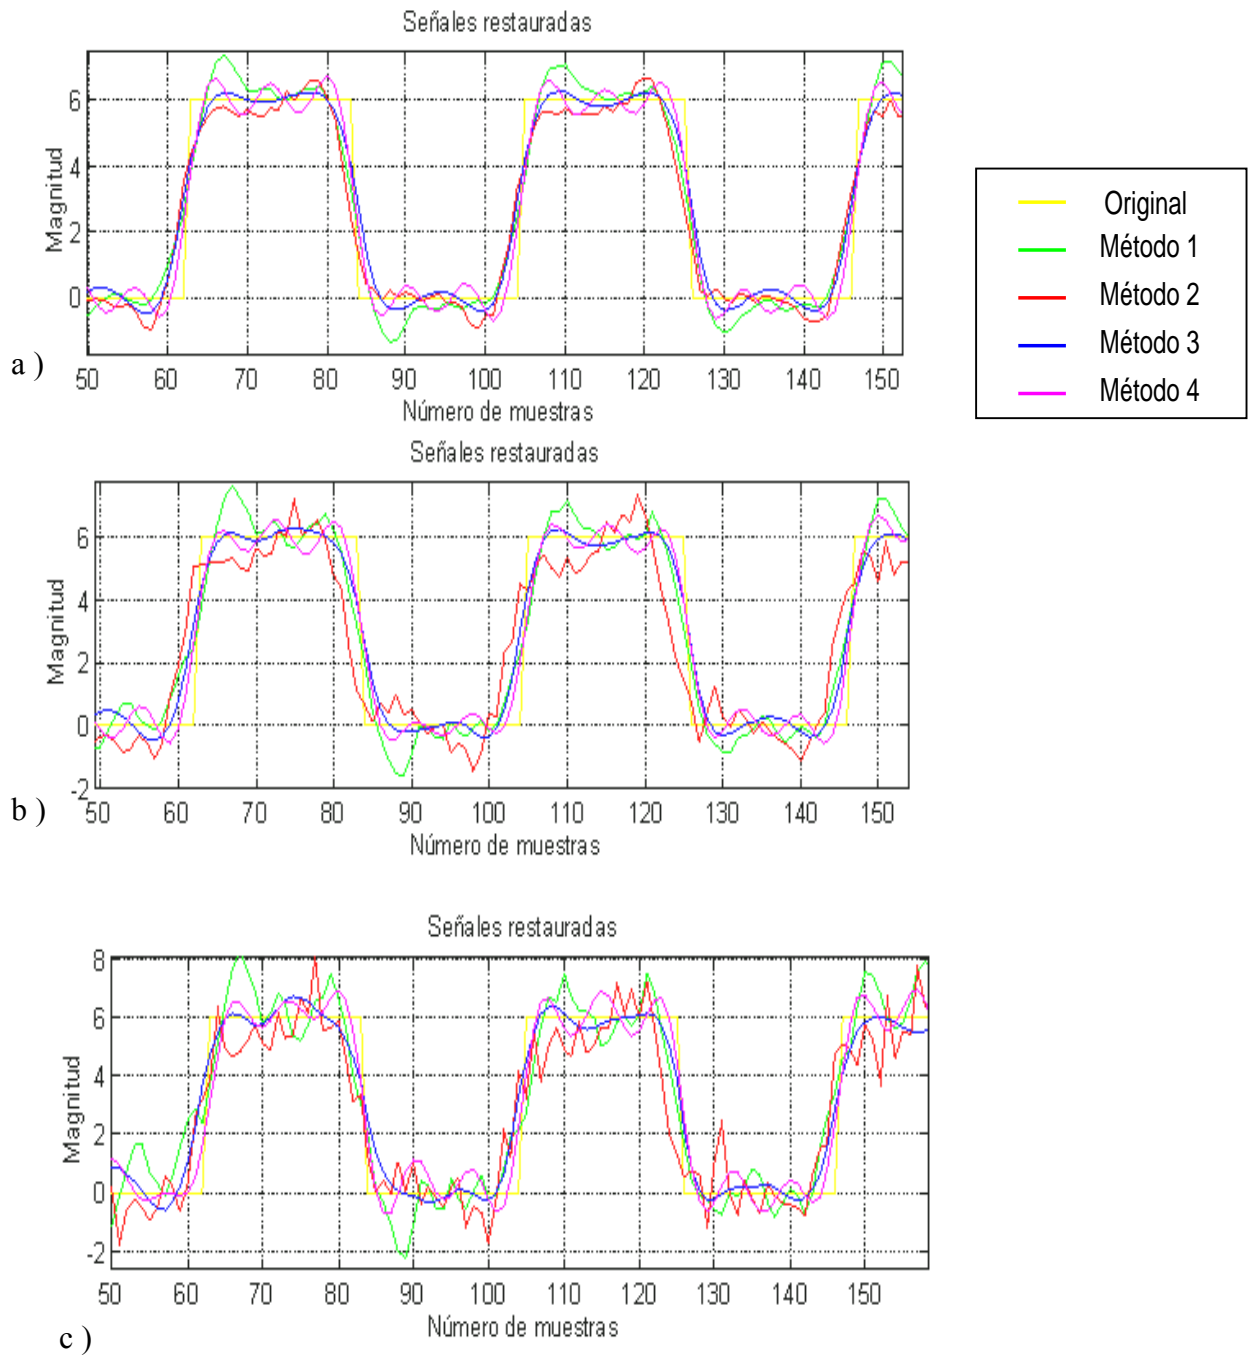 Señales restauradas
6
4
2
0
Magnitud
50 60 70 80 90 100 110 120 130 140 150
Número de muestras
a )
Original
Método 1
Método 2
Método 3
Método 4
Señales restauradas
6
4
2
0
-2
Magnitud
50 60 70 80 90 100 110 120 130 140 150
Número de muestras
b )
Señales restauradas
8
6
4
2
0
-2
Magnitud
50 60 70 80 90 100 110 120 130 140 150
Número de muestras
c )